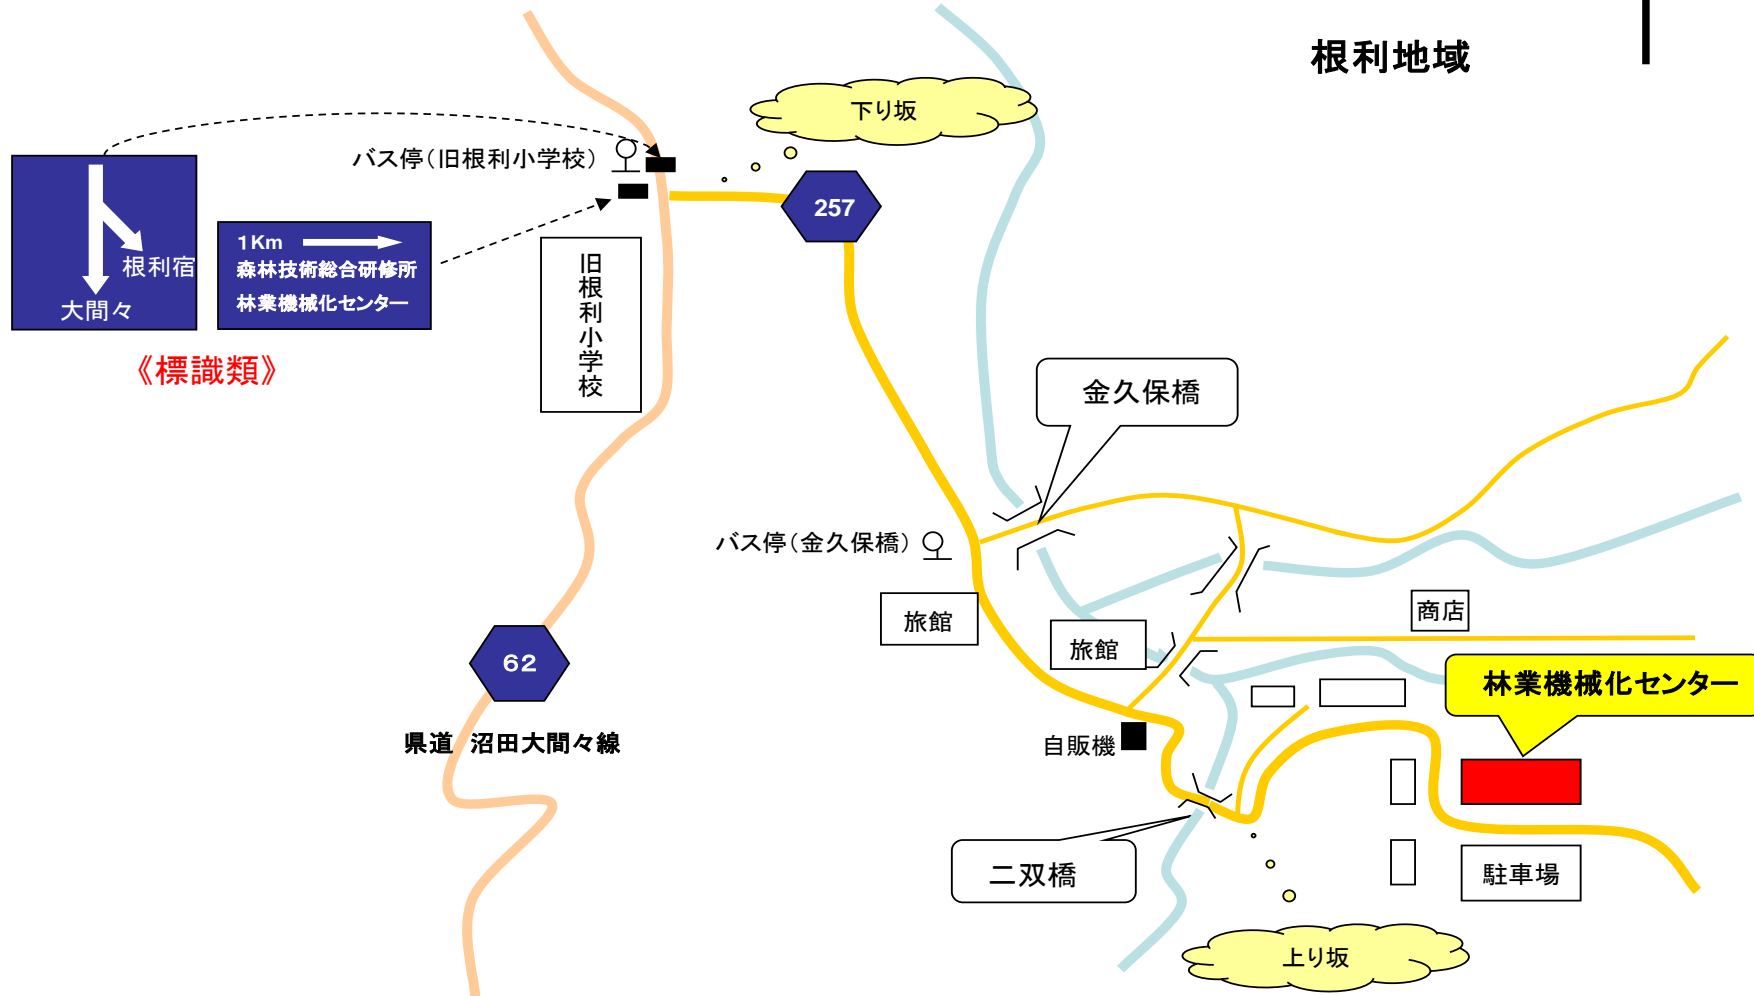 根利地域
下り坂
バス停（旧根利小学校）
257
根利宿
大間々
1Km
森林技術総合研修所
林業機械化センター
《標識類》
旧根利小学校
金久保橋
バス停（金久保橋）
旅館
旅館
商店
62
県道 沼田大間々線
林業機械化センター
自販機
二双橋
駐車場
上り坂